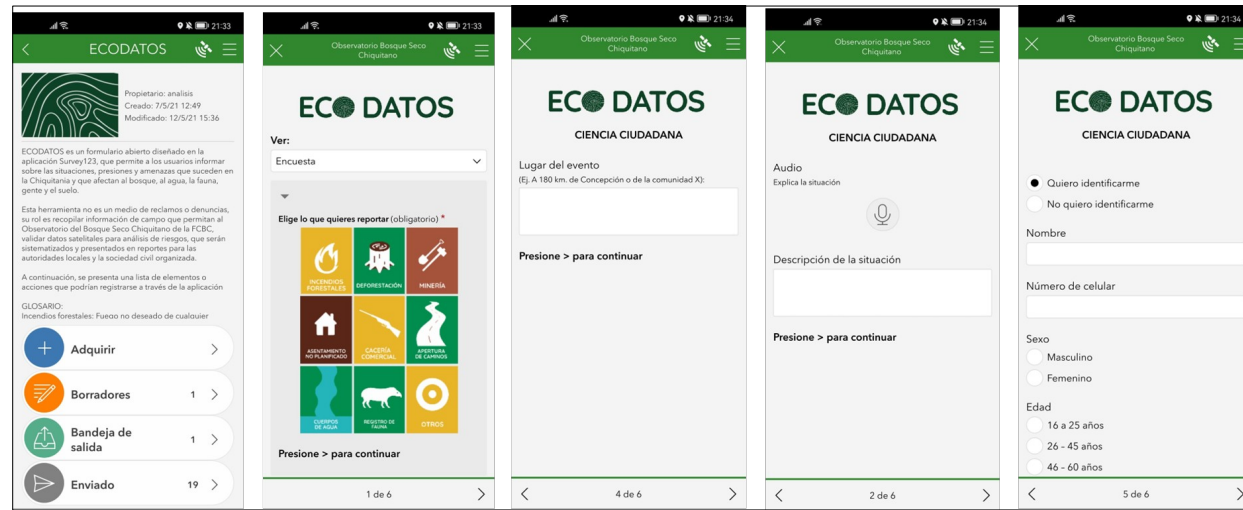 21:33
ECODATOS
Propietario: analisis
Creado: 7/5/21 12:49
Modificado: 12/5/21 15:36
ECODATOS es un formulario abierto diseñado en la
aplicación Survey123, que permite a los usuarios informar
sobre las situaciones, presiones y amenazas que suceden en
la Chiquitania y que afectan al bosque, al agua, la fauna,
gente y el suelo.
Esta herramienta no es un medio de reclamos o denuncias,
su rol es recopilar información de campo que permitan al
Observatorio del Bosque Seco Chiquitano de la FCBC,
validar datos satelitales para análisis de riesgos, que serán
sistematizados y presentados en reportes para las
autoridades locales y la sociedad civil organizada.
A continuación, se presenta una lista de elementos o
acciones que podrían registrarse a través de la aplicación
GLOSARIO:
Incendios forestales: Fuego no deseado de cualquier
Adquirir
Borradores 1
Bandeja de
salida 1
Enviado 19
21:33
Observatorio Bosque Seco
Chiquitano
ECO DATOS
Ver:
Encuesta
Elige lo que quieres reportar (obligatorio) *
INCENDIOS
FORESTALES
DEFORESTACIÓN
MINERÍA
ASENTAMIENTO
NO PLANIFICADO
CACERÍA
COMERCIAL
APERTURA
DE CAMINOS
CUERPOS
DE AGUA
REGISTRO DE
FAUNA
OTROS
Presione > para continuar
1 de 6
21:34
Observatorio Bosque Seco
Chiquitano
ECO DATOS
CIENCIA CIUDADANA
Lugar del evento
(Ej. A 180 km. de Concepción o de la comunidad X):
Presione > para continuar
4 de 6
21:34
Observatorio Bosque Seco
Chiquitano
ECO DATOS
CIENCIA CIUDADANA
Audio
Explica la situación
Descripción de la situación
Presione > para continuar
2 de 6
21:34
Observatorio Bosque Seco
Chiquitano
ECO DATOS
CIENCIA CIUDADANA
Quiero identificarme
No quiero identificarme
Nombre
Número de celular
Sexo
Masculino
Femenino
Edad
16 a 25 años
26 - 45 años
46 - 60 años
5 de 6